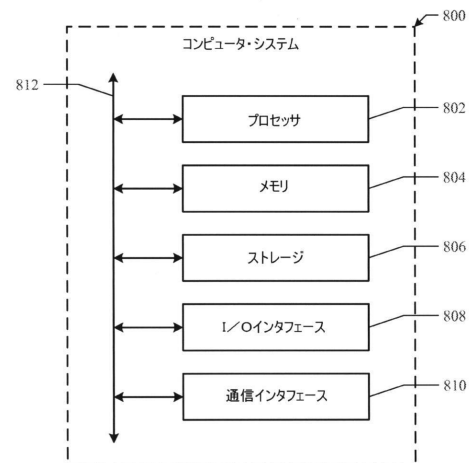 800
コンピュータ・システム
812
802
プロセッサ
804
メモリ
806
ストレージ
808
I／Oインタフェース
810
通信インタフェース